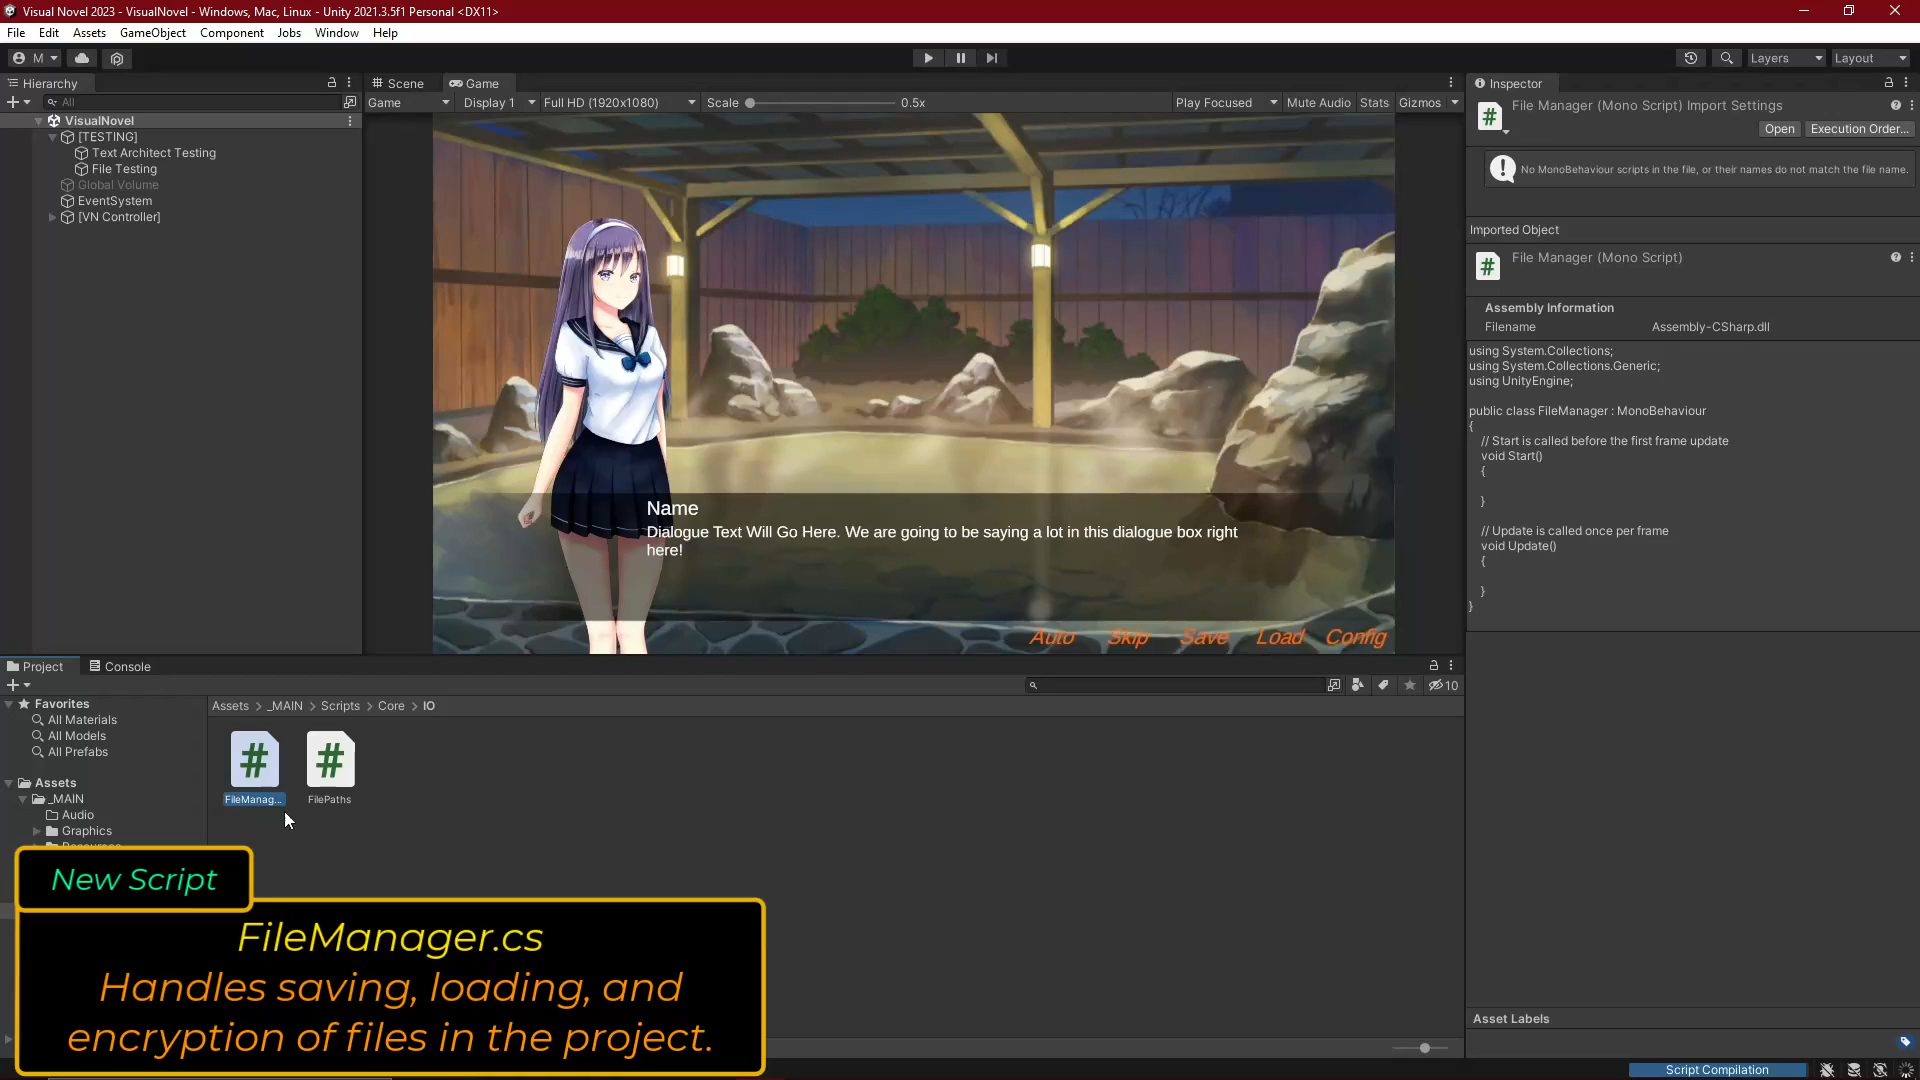 Visual Novel 2023 - VisualNovel - Windows, Mac, Linux - Unity 2021.3.5f1 Personal <DX11>
File Edit Assets GameObject Component Jobs Window Help
M Layers Layout
Hierarchy
All
VisualNovel
[TESTING]
Text Architect Testing
File Testing
Global Volume
EventSystem
[VN Controller]
Scene Game
Game Display 1 Full HD (1920x1080) Scale 0.5x Play Focused Mute Audio Stats Gizmos
Name
Dialogue Text Will Go Here. We are going to be saying a lot in this dialogue box right
here!
Auto Skip Save Load Config
Inspector
File Manager (Mono Script) Import Settings
Open Execution Order...
No MonoBehaviour scripts in the file, or their names do not match the file name.
Imported Object
File Manager (Mono Script)
Assembly Information
Filename Assembly-CSharp.dll
using System.Collections;
using System.Collections.Generic;
using UnityEngine;
public class FileManager : MonoBehaviour
{
// Start is called before the first frame update
void Start()
{
}
// Update is called once per frame
void Update()
{
}
}
Asset Labels
Project Console
10
Favorites
All Materials
All Models
All Prefabs
Assets
_MAIN
Audio
Graphics
Assets > _MAIN > Scripts > Core > IO
# #
FileManag... FilePaths
New Script
FileManager.cs
Handles saving, loading, and
encryption of files in the project.
Script Compilation